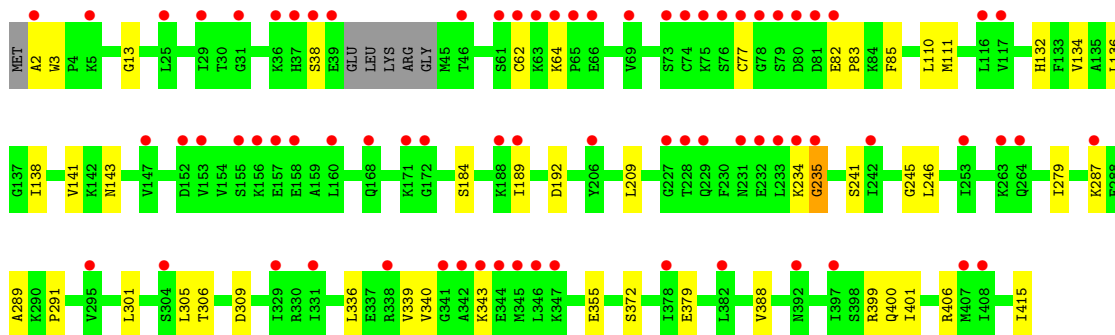 MET A2 W3 P4 K5 G13 L25 I29 T30 G31 K36 H37 S38 E39 GLU LEU LYS ARG GLY M45 T46 S61 C62 K63 K64 P65 E66 V69 S73 C74 K75 S76 C77 G78 S79 D80 D81 E82 P83 K84 F85 L110 M111 L116 V117 H132 F133 V134 A135
G137 I138 V141 K142 N143 V147 D152 V153 V154 S155 K156 E157 E158 A159 L160 Q168 K171 G172 S184 K188 I189 D192 Y206 L209 G227 T228 Q229 F230 N231 E232 L233 K234 G235 S241 I242 G245 L246 I253 K263 Q264 I279 K287
A289 K290 P291 V295 L301 S304 L305 T306 D309 I329 R330 I331 L336 E337 R338 V339 V340 G341 A342 K343 E344 M345 L346 K347 E355 S372 I378 E379 L382 V388 N392 I397 S398 R399 Q400 I401 R406 M407 I408 I415